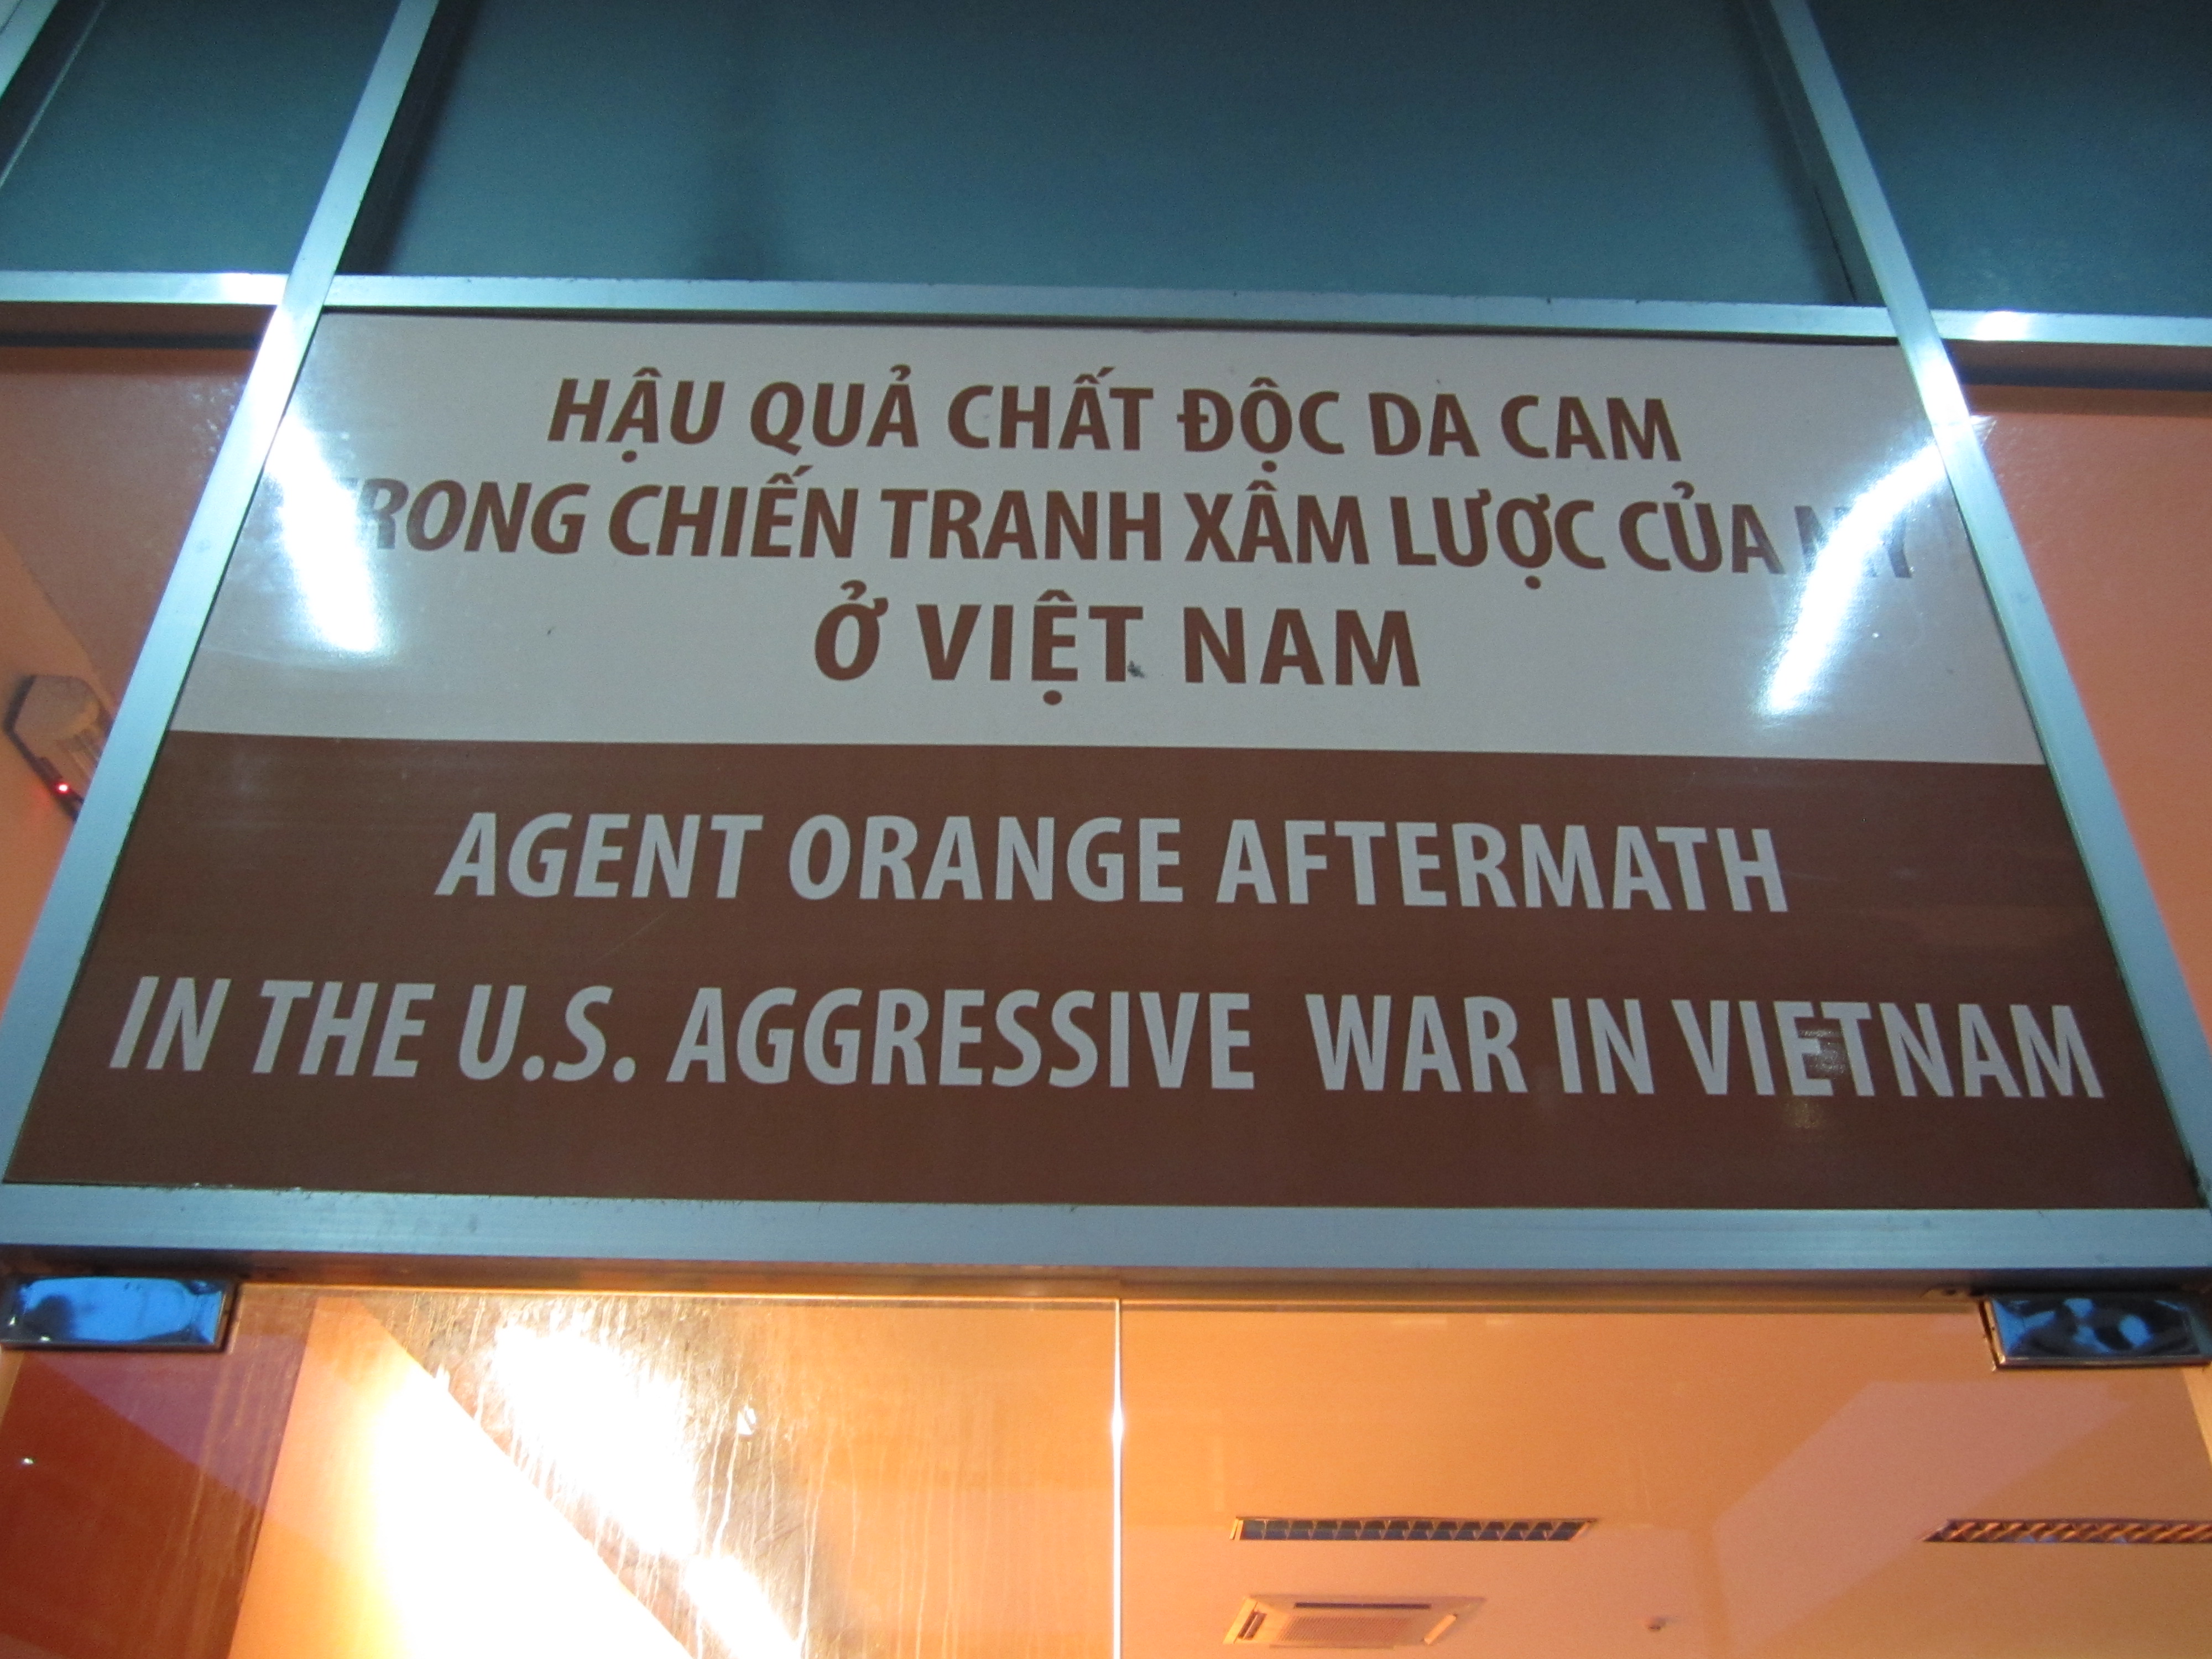 HẬU QUẢ CHẤT ĐỘC DA CAM
TRONG CHIẾN TRANH XÂM LƯỢC CỦA MỸ
Ở VIỆT NAM
AGENT ORANGE AFTERMATH
IN THE U.S. AGGRESSIVE WAR IN VIETNAM